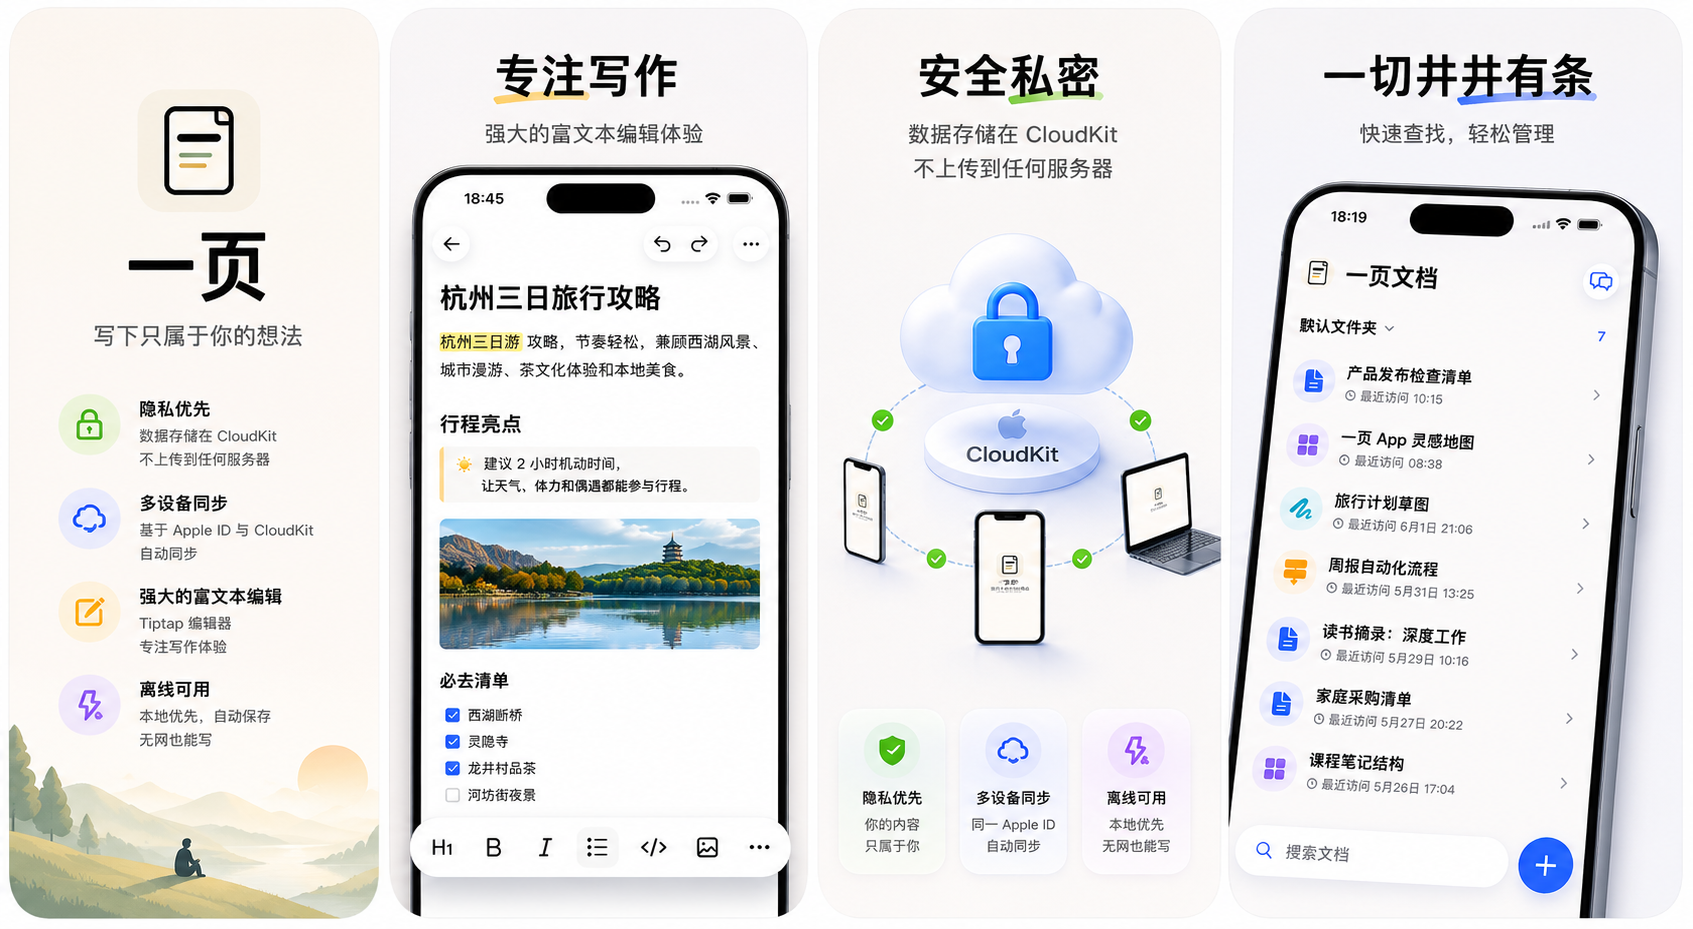 一页
写下只属于你的想法
隐私优先
数据存储在 CloudKit
不上传到任何服务器
多设备同步
基于 Apple ID 与 CloudKit
自动同步
强大的富文本编辑
Tiptap 编辑器
专注写作体验
离线可用
本地优先，自动保存
无网也能写
专注写作
强大的富文本编辑体验
18:45
杭州三日旅行攻略
杭州三日游 攻略，节奏轻松，兼顾西湖风景、
城市漫游、茶文化体验和本地美食。
行程亮点
建议 2 小时机动时间，
让天气、体力和偶遇都能参与行程。
必去清单
西湖断桥
灵隐寺
龙井村品茶
河坊街夜景
H1 B I </>
安全私密
数据存储在 CloudKit
不上传到任何服务器
CloudKit
隐私优先
你的内容
只属于你
多设备同步
同一 Apple ID
自动同步
离线可用
本地优先
无网也能写
一切井井有条
快速查找，轻松管理
18:19
一页文档
默认文件夹
7
产品发布检查清单
最近访问 10:15
一页 App 灵感地图
最近访问 08:38
旅行计划草图
最近访问 6月1日 21:06
周报自动化流程
最近访问 5月31日 13:25
读书摘录：深度工作
最近访问 5月29日 10:16
家庭采购清单
最近访问 5月27日 20:22
课程笔记结构
最近访问 5月26日 17:04
搜索文档